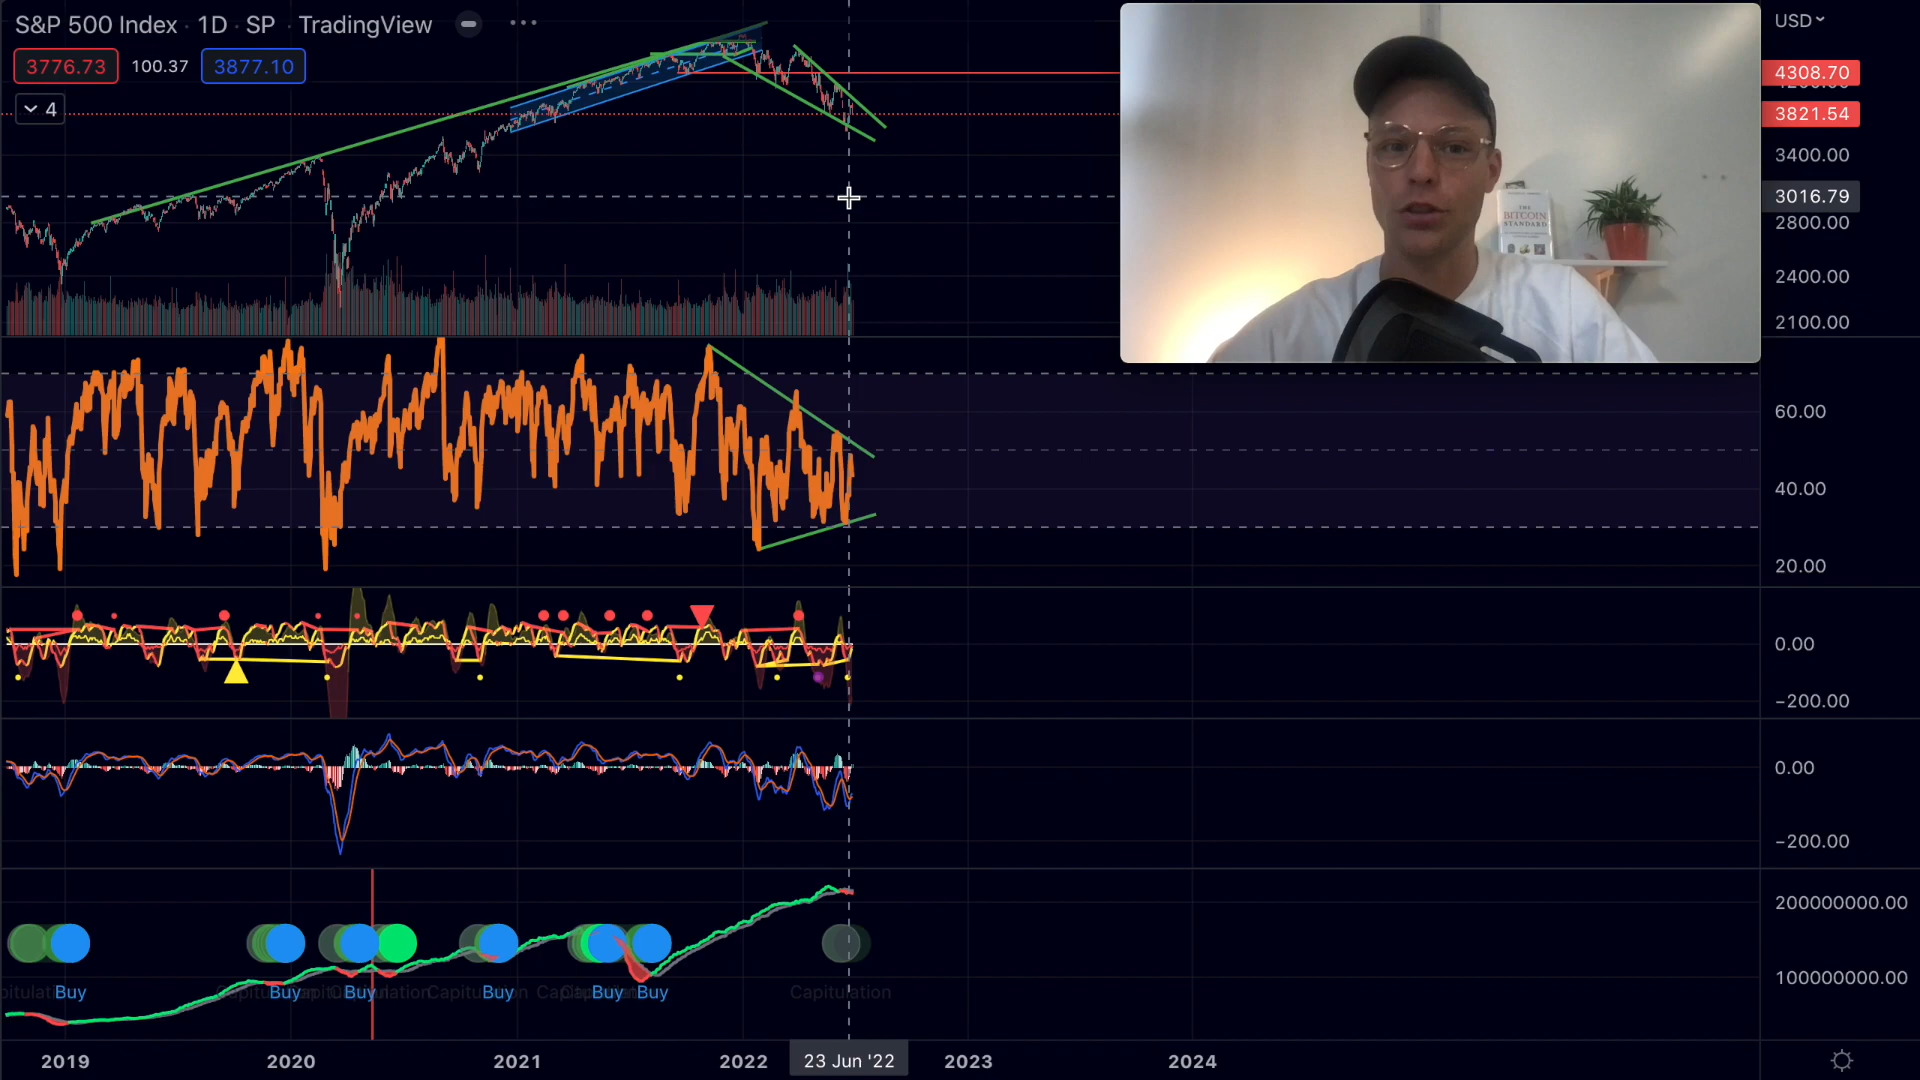 S&P 500 Index · 1D · SP · TradingView
3776.73 100.37 3877.10
4
USD
4308.70
3821.54
3400.00
3016.79
2800.00
2400.00
2100.00
THE
BITCOIN
STANDARD
60.00
40.00
20.00
0.00
−200.00
0.00
−200.00
200000000.00
100000000.00
Buy
Buy
Buy
Buy
Buy
Buy
Capitulation
2019
2020
2021
2022
23 Jun '22
2023
2024